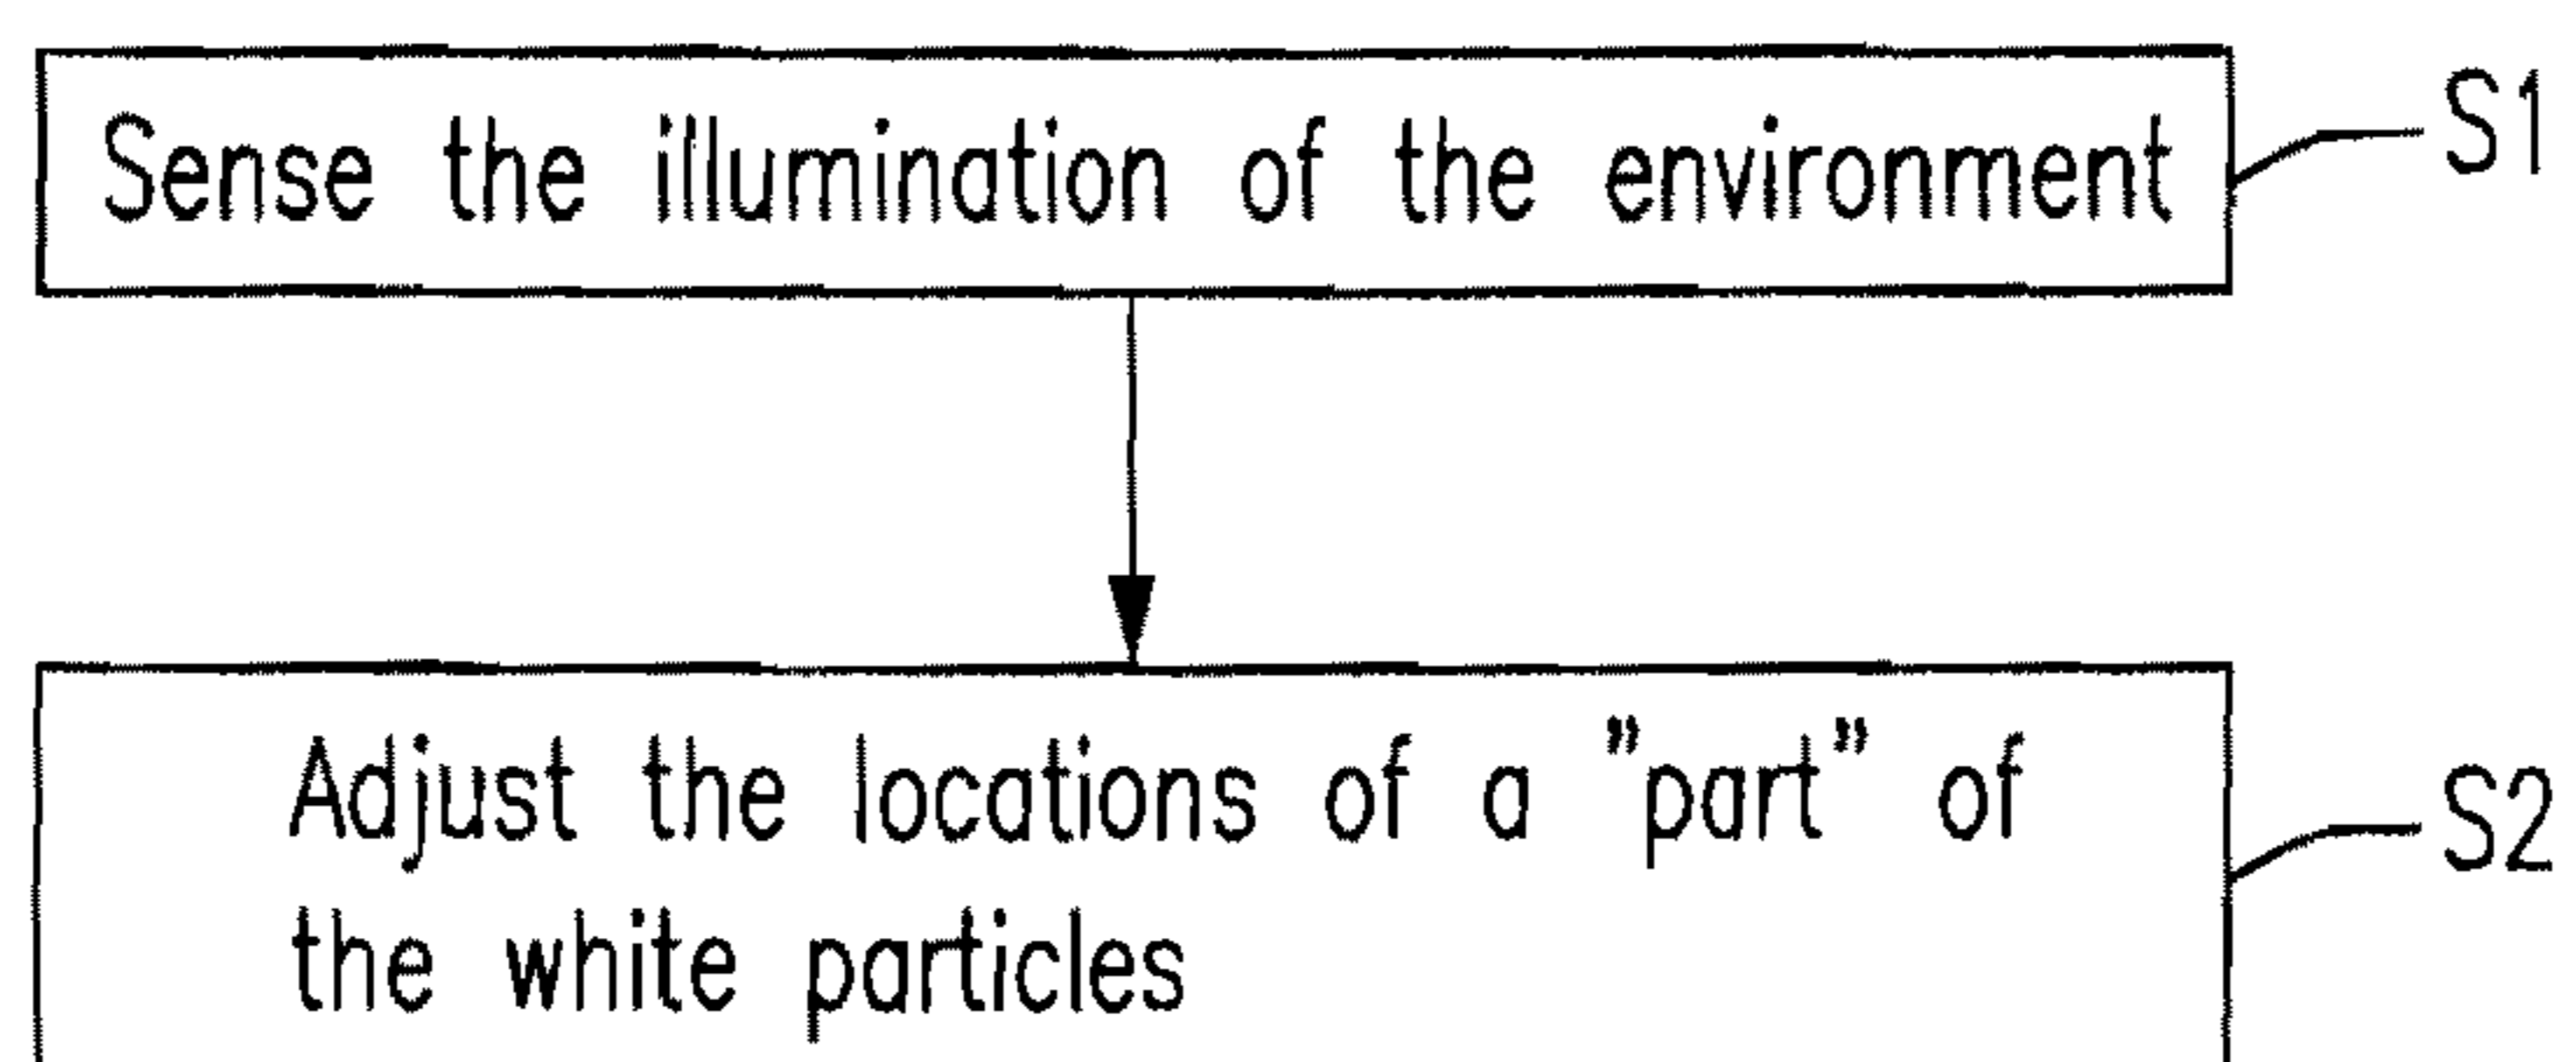 Sense the illumination of the environment
S1
Adjust the locations of a "part" of
the white particles
S2